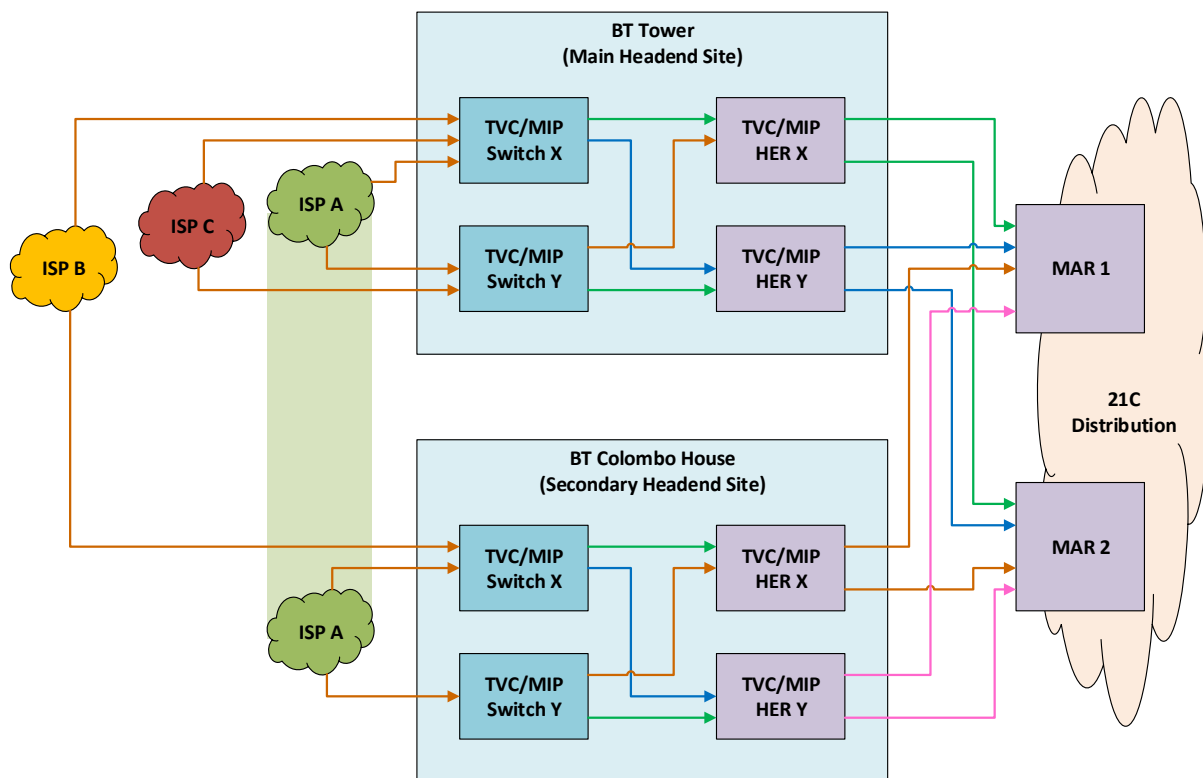 BT Tower
(Main Headend Site)
TVC/MIP
Switch X
TVC/MIP
HER X
ISP A
ISP C
ISP B
TVC/MIP
Switch Y
TVC/MIP
HER Y
MAR 1
21C
Distribution
BT Colombo House
(Secondary Headend Site)
TVC/MIP
Switch X
TVC/MIP
HER X
MAR 2
ISP A
TVC/MIP
Switch Y
TVC/MIP
HER Y